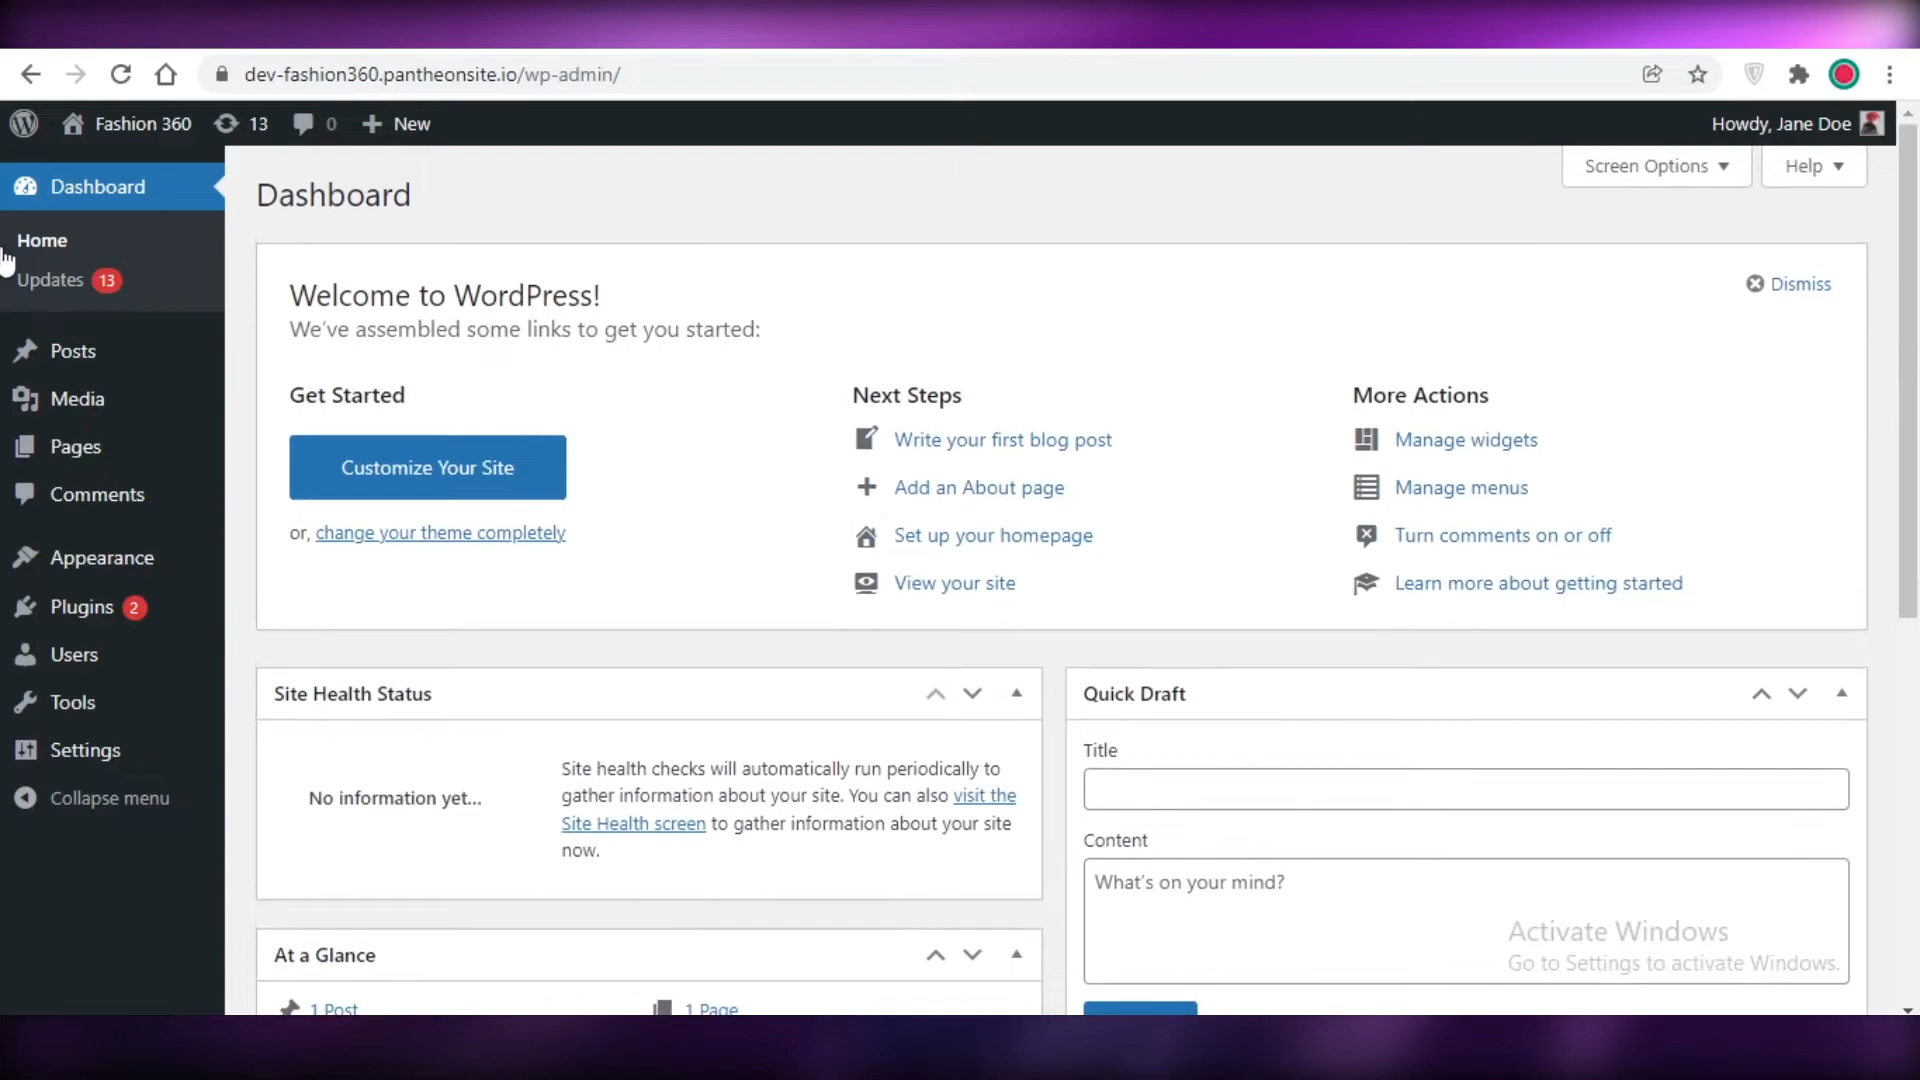 dev-fashion360.pantheonsite.io/wp-admin/
Fashion 360 13 0 New
Howdy, Jane Doe
Screen Options
Help
Dashboard
Home
Updates 13
Posts
Media
Pages
Comments
Appearance
Plugins 2
Users
Tools
Settings
Collapse menu
Dashboard
Welcome to WordPress!
We've assembled some links to get you started:
Dismiss
Get Started
Customize Your Site
or, change your theme completely
Next Steps
Write your first blog post
Add an About page
Set up your homepage
View your site
More Actions
Manage widgets
Manage menus
Turn comments on or off
Learn more about getting started
Site Health Status
No information yet...
Site health checks will automatically run periodically to
gather information about your site. You can also visit the
Site Health screen to gather information about your site
now.
At a Glance
1 Post
1 Page
Quick Draft
Title
Content
What's on your mind?
Activate Windows
Go to Settings to activate Windows.